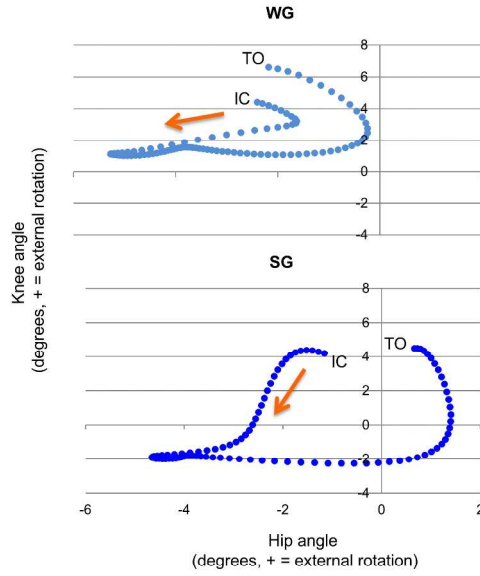 WG
8
TO
6
IC
4
2
0
-2
-4
Knee angle
(degrees, + = external rotation)
SG
8
6
TO
4
IC
2
0
-2
-4
-6
-4
-2
0
2
Hip angle
(degrees, + = external rotation)